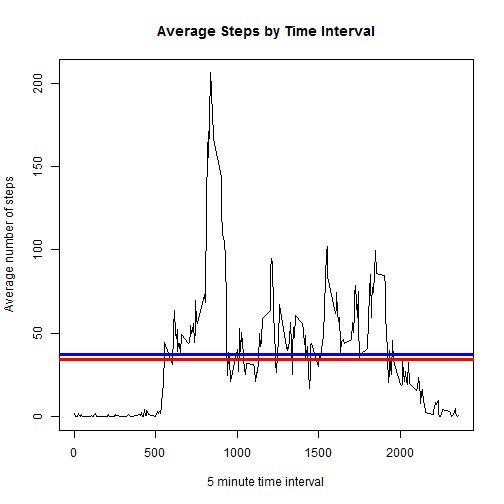 Average Steps by Time Interval
Average number of steps
200
150
100
50
0
0 500 1000 1500 2000
5 minute time interval